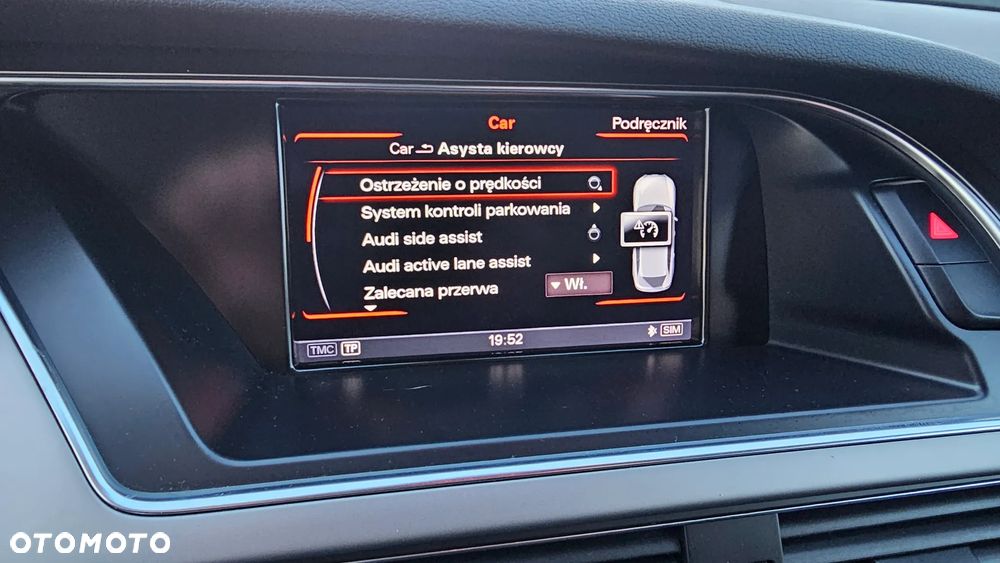 Car
Podręcznik
Car Asysta kierowcy
Ostrzeżenie o prędkości
System kontroli parkowania
Audi side assist
Audi active lane assist
Zalecana przerwa
Wł.
TMC TP 19:52 SIM
OTOMOTO